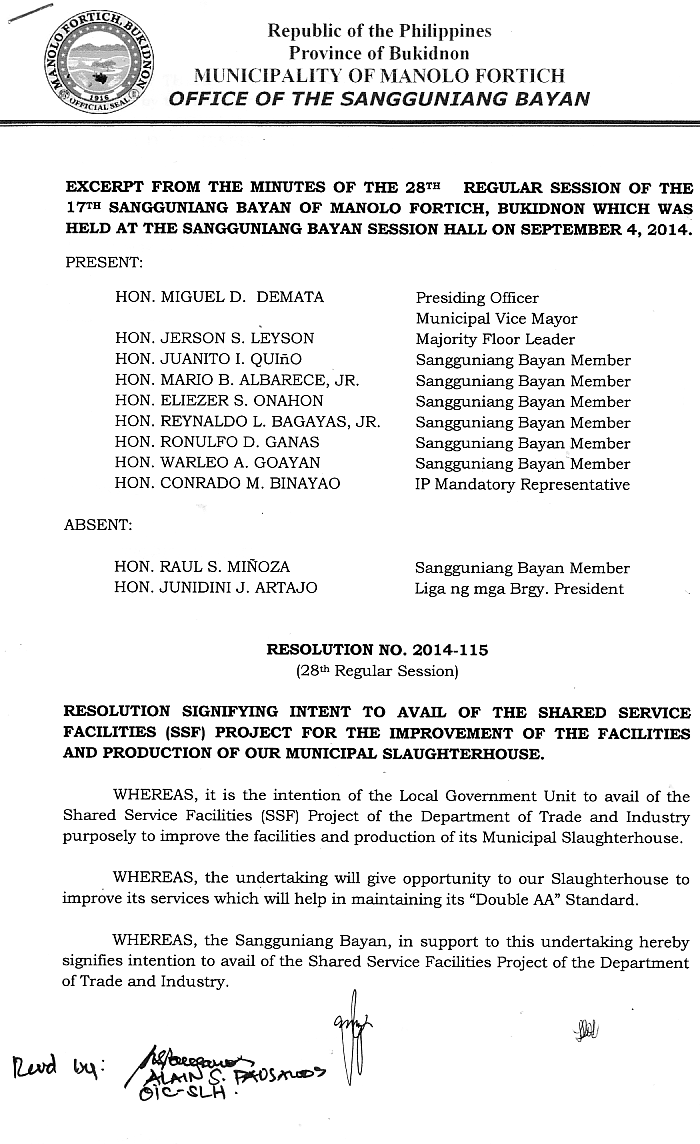 MANOLO FORTICH, BUKIDNON
1916
OFFICIAL SEAL
Republic of the Philippines
Province of Bukidnon
MUNICIPALITY OF MANOLO FORTICH
OFFICE OF THE SANGGUNIANG BAYAN
EXCERPT FROM THE MINUTES OF THE 28TH REGULAR SESSION OF THE
17TH SANGGUNIANG BAYAN OF MANOLO FORTICH, BUKIDNON WHICH WAS
HELD AT THE SANGGUNIANG BAYAN SESSION HALL ON SEPTEMBER 4, 2014.
PRESENT:
HON. MIGUEL D. DEMATA Presiding Officer
Municipal Vice Mayor
HON. JERSON S. LEYSON Majority Floor Leader
HON. JUANITO I. QUIñO Sangguniang Bayan Member
HON. MARIO B. ALBARECE, JR. Sangguniang Bayan Member
HON. ELIEZER S. ONAHON Sangguniang Bayan Member
HON. REYNALDO L. BAGAYAS, JR. Sangguniang Bayan Member
HON. RONULFO D. GANAS Sangguniang Bayan Member
HON. WARLEO A. GOAYAN Sangguniang Bayan Member
HON. CONRADO M. BINAYAO IP Mandatory Representative
ABSENT:
HON. RAUL S. MIÑOZA Sangguniang Bayan Member
HON. JUNIDINI J. ARTAJO Liga ng mga Brgy. President
RESOLUTION NO. 2014-115
(28th Regular Session)
RESOLUTION SIGNIFYING INTENT TO AVAIL OF THE SHARED SERVICE
FACILITIES (SSF) PROJECT FOR THE IMPROVEMENT OF THE FACILITIES
AND PRODUCTION OF OUR MUNICIPAL SLAUGHTERHOUSE.
WHEREAS, it is the intention of the Local Government Unit to avail of the
Shared Service Facilities (SSF) Project of the Department of Trade and Industry
purposely to improve the facilities and production of its Municipal Slaughterhouse.
WHEREAS, the undertaking will give opportunity to our Slaughterhouse to
improve its services which will help in maintaining its “Double AA” Standard.
WHEREAS, the Sangguniang Bayan, in support to this undertaking hereby
signifies intention to avail of the Shared Service Facilities Project of the Department
of Trade and Industry.
Revd by:
ALAIN S.
OIC-SLH.